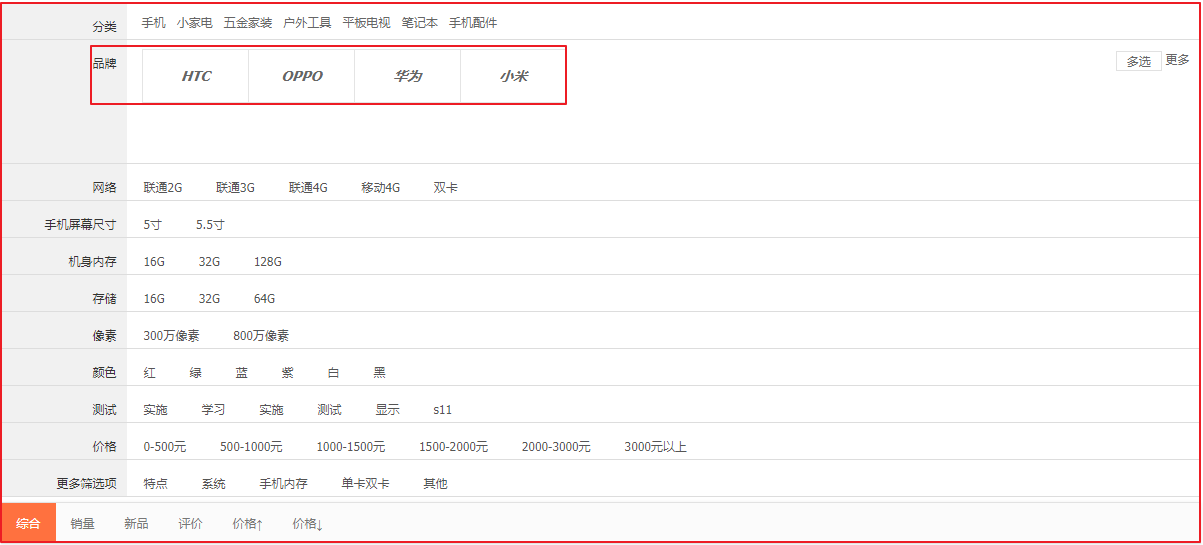 分类 手机 小家电 五金家装 户外工具 平板电视 笔记本 手机配件
品牌 HTC OPPO 华为 小米 多选 更多
网络 联通2G 联通3G 联通4G 移动4G 双卡
手机屏幕尺寸 5寸 5.5寸
机身内存 16G 32G 128G
存储 16G 32G 64G
像素 300万像素 800万像素
颜色 红 绿 蓝 紫 白 黑
测试 实施 学习 实施 测试 显示 s11
价格 0-500元 500-1000元 1000-1500元 1500-2000元 2000-3000元 3000元以上
更多筛选项 特点 系统 手机内存 单卡双卡 其他
综合 销量 新品 评价 价格↑ 价格↓